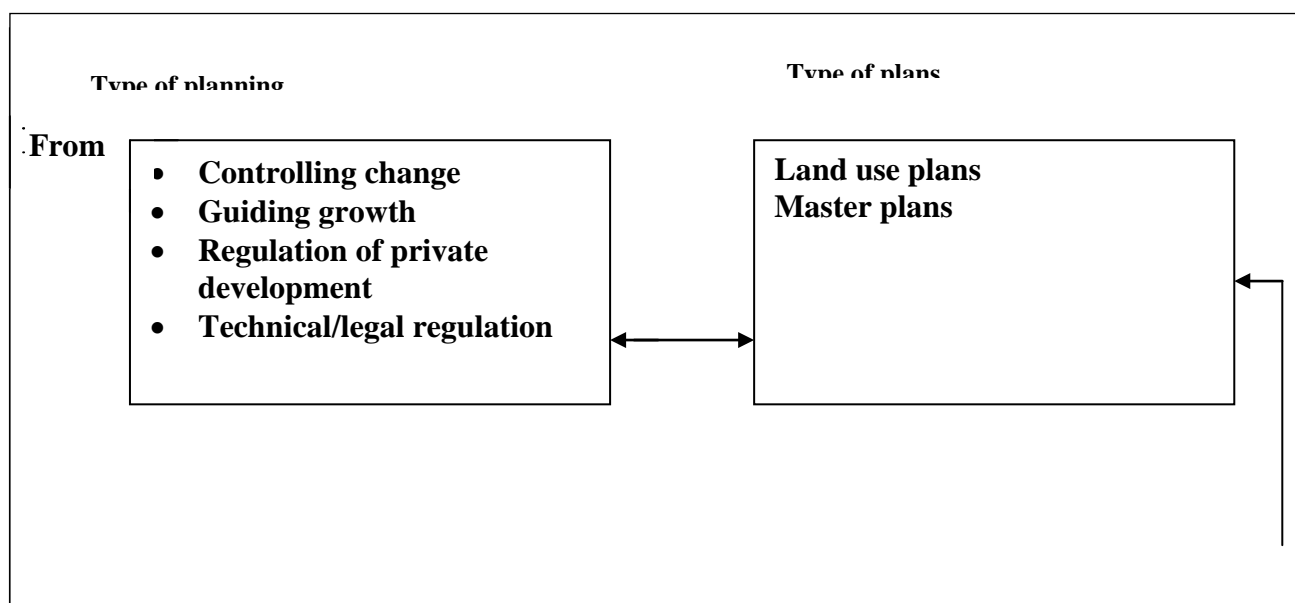 Type of planning
Type of plans
From
• Controlling change
• Guiding growth
• Regulation of private
development
• Technical/legal regulation
Land use plans
Master plans